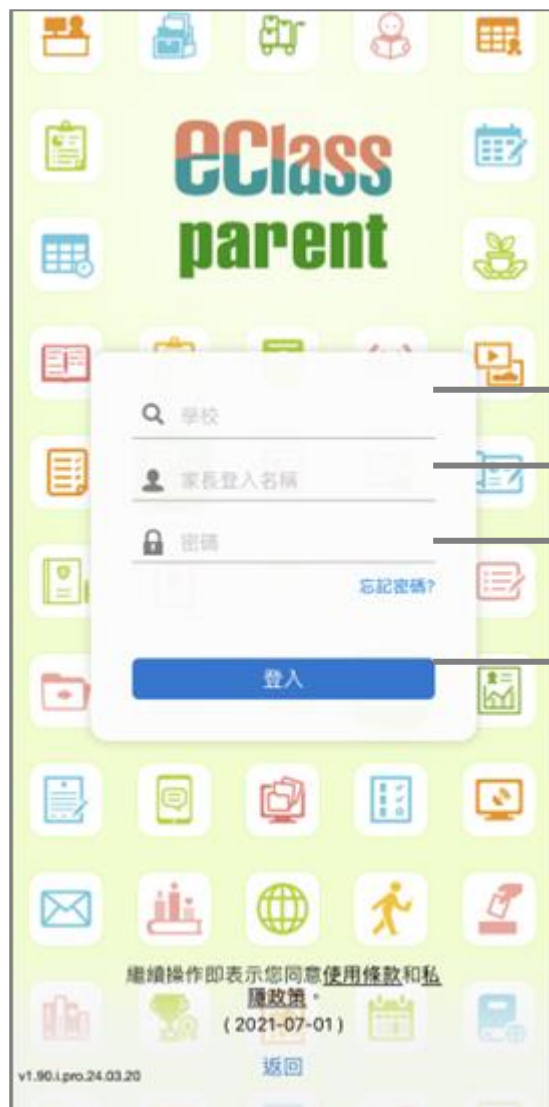 eClass
parent
學校
家長登入名稱
密碼
忘記密碼?
登入
繼續操作即表示您同意使用條款和私
隱政策。
( 2021-07-01 )
返回
v1.90.i.pro.24.03.20